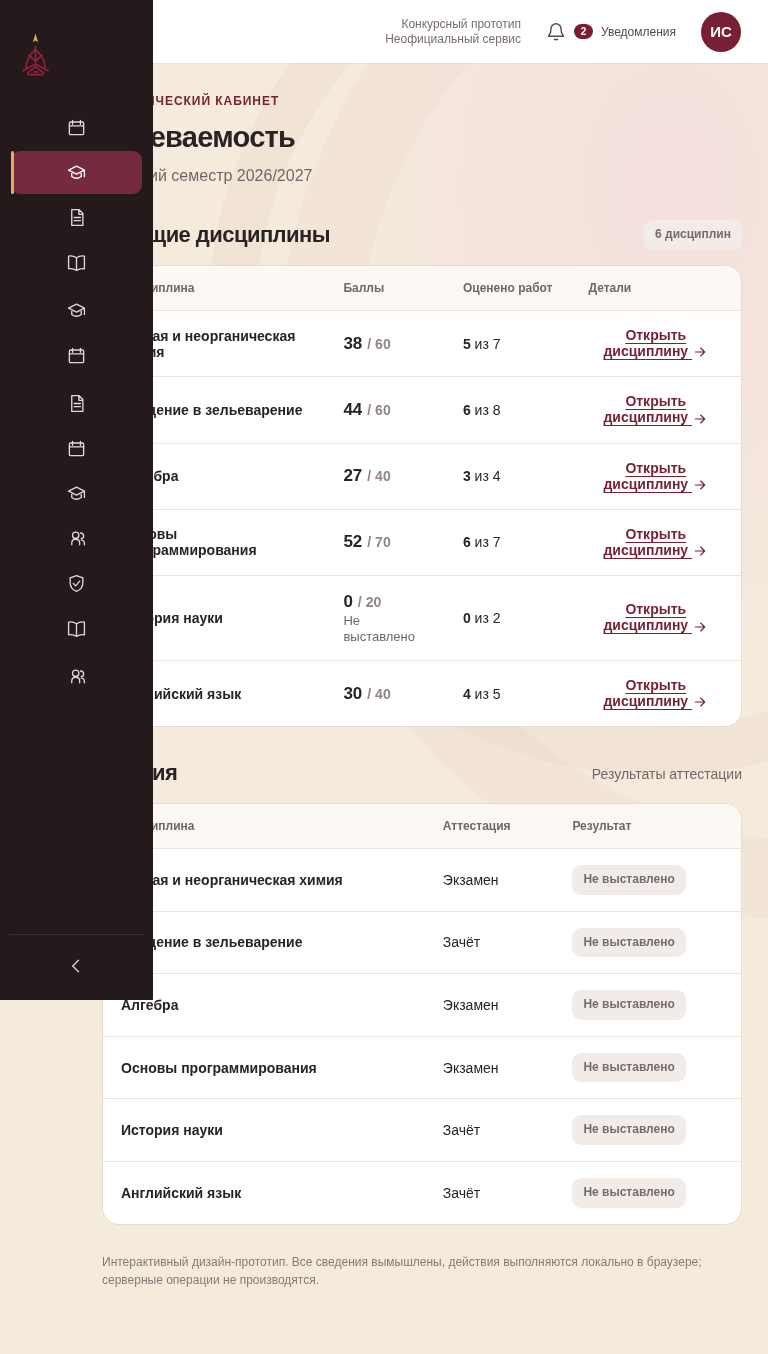 Конкурсный прототип
Неофициальный сервис
2 Уведомления
ИС
ИЧЕСКИЙ КАБИНЕТ
еваемость
ий семестр 2026/2027
щие дисциплины
6 дисциплин
иплина Баллы Оценено работ Детали
ая и неорганическая
ия
38 / 60
5 из 7
Открыть
дисциплину →
дение в зельеварение
44 / 60
6 из 8
Открыть
дисциплину →
бра
27 / 40
3 из 4
Открыть
дисциплину →
овы
раммирования
52 / 70
6 из 7
Открыть
дисциплину →
ория науки
0 / 20
Не
выставлено
0 из 2
Открыть
дисциплину →
ийский язык
30 / 40
4 из 5
Открыть
дисциплину →
ия
Результаты аттестации
иплина Аттестация Результат
ая и неорганическая химия Экзамен Не выставлено
дение в зельеварение Зачёт Не выставлено
Алгебра Экзамен Не выставлено
Основы программирования Экзамен Не выставлено
История науки Зачёт Не выставлено
Английский язык Зачёт Не выставлено
Интерактивный дизайн-прототип. Все сведения вымышлены, действия выполняются локально в браузере;
серверные операции не производятся.